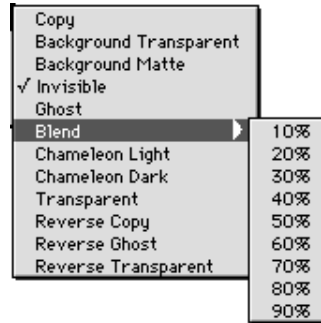 Copy
Background Transparent
Background Matte
✓ Invisible
Ghost
Blend
Chameleon Light
Chameleon Dark
Transparent
Reverse Copy
Reverse Ghost
Reverse Transparent
10%
20%
30%
40%
50%
60%
70%
80%
90%